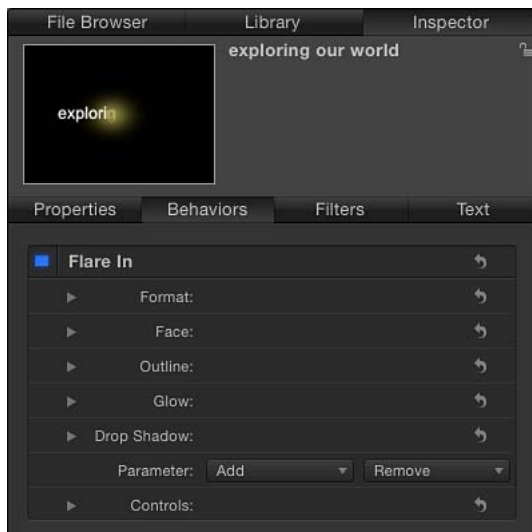 File Browser Library Inspector
exploring our world
explorin
Properties Behaviors Filters Text
Flare In
Format:
Face:
Outline:
Glow:
Drop Shadow:
Parameter: Add Remove
Controls: